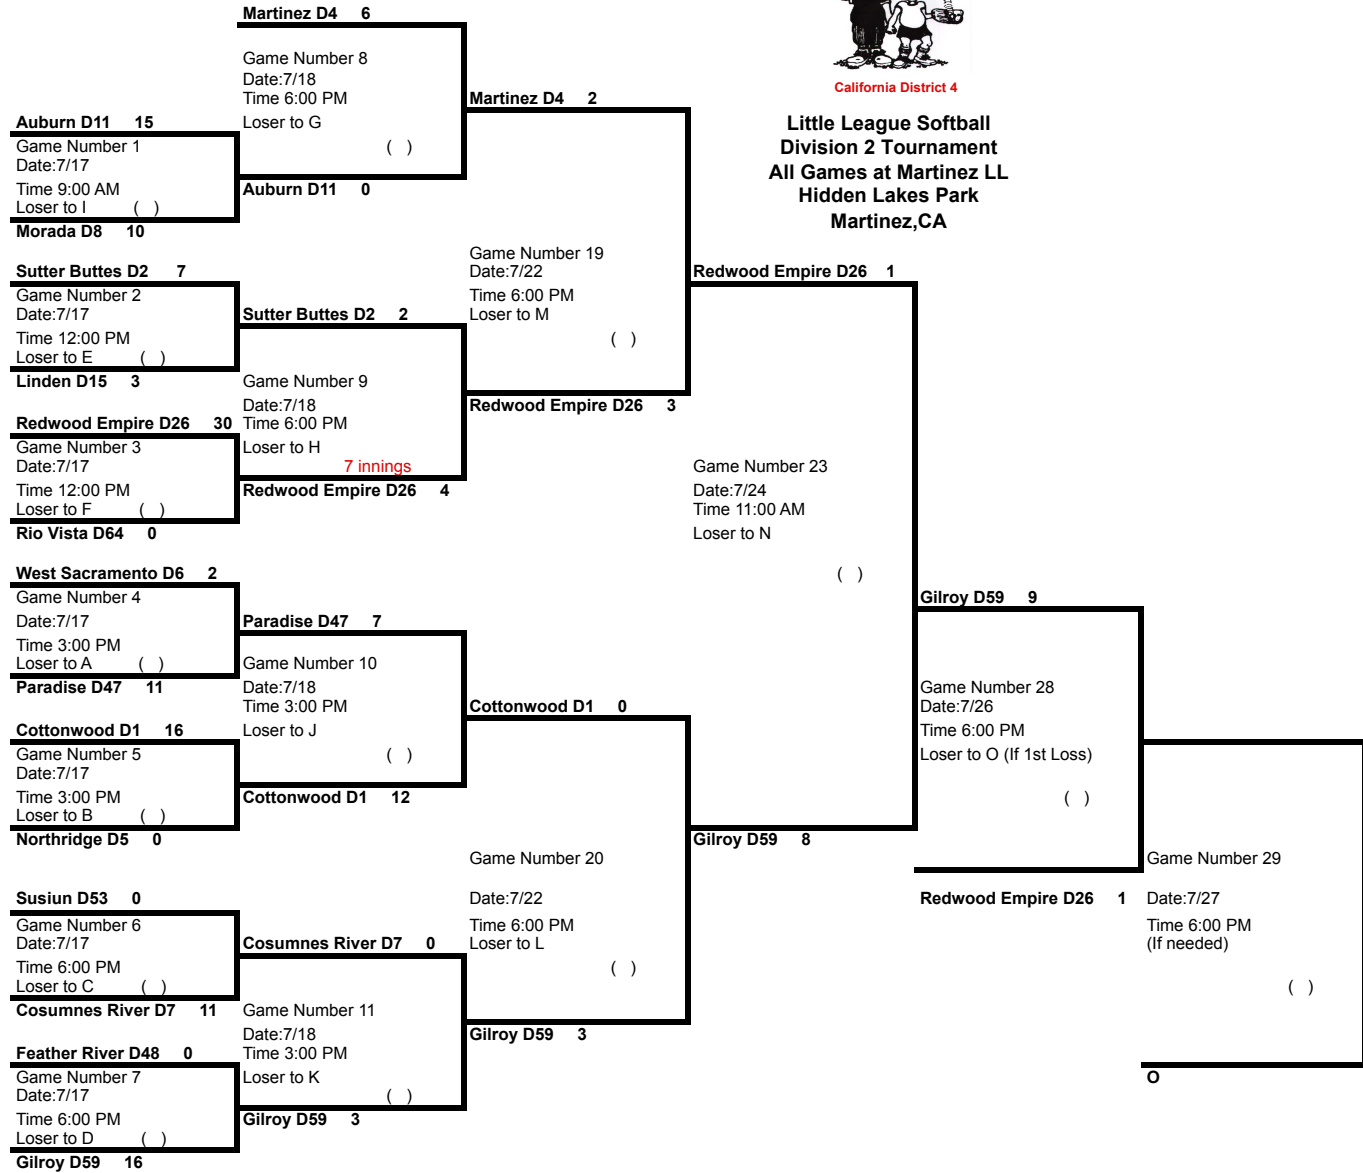 Martinez D4 6
Game Number 8
Date:7/18
Time 6:00 PM
Loser to G
( )
Auburn D11 0
California District 4
Little League Softball
Division 2 Tournament
All Games at Martinez LL
Hidden Lakes Park
Martinez,CA
Auburn D11 15
Game Number 1
Date:7/17
Time 9:00 AM
Loser to I ( )
Morada D8 10
Sutter Buttes D2 7
Game Number 2
Date:7/17
Time 12:00 PM
Loser to E ( )
Linden D15 3
Redwood Empire D26 30
Game Number 3
Date:7/17
Time 12:00 PM
Loser to F ( )
Rio Vista D64 0
West Sacramento D6 2
Game Number 4
Date:7/17
Time 3:00 PM
Loser to A ( )
Paradise D47 11
Cottonwood D1 16
Game Number 5
Date:7/17
Time 3:00 PM
Loser to B ( )
Northridge D5 0
Susiun D53 0
Game Number 6
Date:7/17
Time 6:00 PM
Loser to C ( )
Cosumnes River D7 11
Feather River D48 0
Game Number 7
Date:7/17
Time 6:00 PM
Loser to D ( )
Gilroy D59 16
Sutter Buttes D2 2
Game Number 9
Date:7/18
Time 6:00 PM
Loser to H
7 innings
Redwood Empire D26 4
Paradise D47 7
Game Number 10
Date:7/18
Time 3:00 PM
Loser to J
( )
Cottonwood D1 12
Cosumnes River D7 0
Game Number 11
Date:7/18
Time 3:00 PM
Loser to K
( )
Gilroy D59 3
Martinez D4 2
Game Number 19
Date:7/22
Time 6:00 PM
Loser to M
( )
Redwood Empire D26 3
Cottonwood D1 0
Game Number 20
Date:7/22
Time 6:00 PM
Loser to L
( )
Gilroy D59 3
Redwood Empire D26 1
Game Number 23
Date:7/24
Time 11:00 AM
Loser to N
( )
Gilroy D59 8
Gilroy D59 9
Game Number 28
Date:7/26
Time 6:00 PM
Loser to O (If 1st Loss)
( )
Redwood Empire D26 1
Game Number 29
Date:7/27
Time 6:00 PM
(If needed)
( )
O